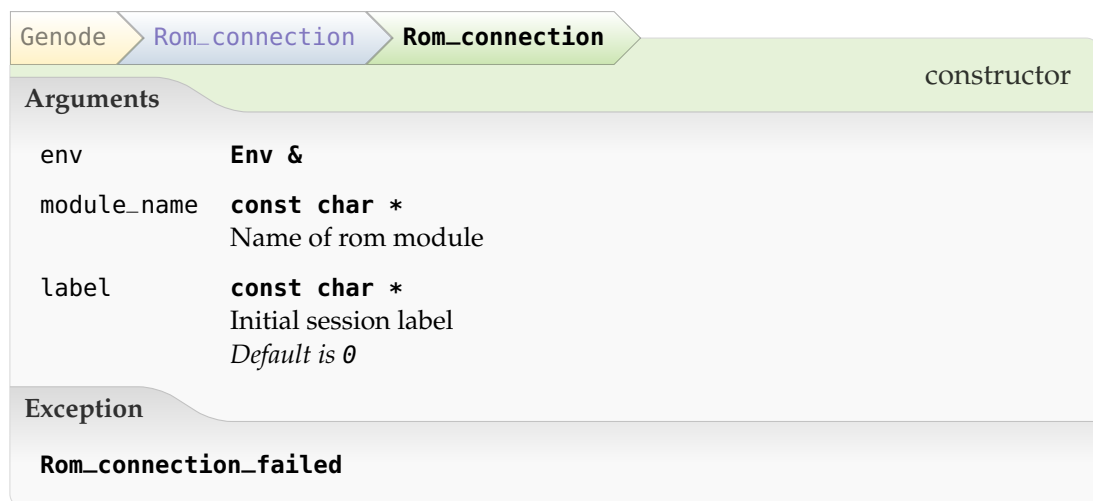 Genode Rom_connection Rom_connection
constructor
Arguments
env Env &
module_name const char *
Name of rom module
label const char *
Initial session label
Default is 0
Exception
Rom_connection_failed